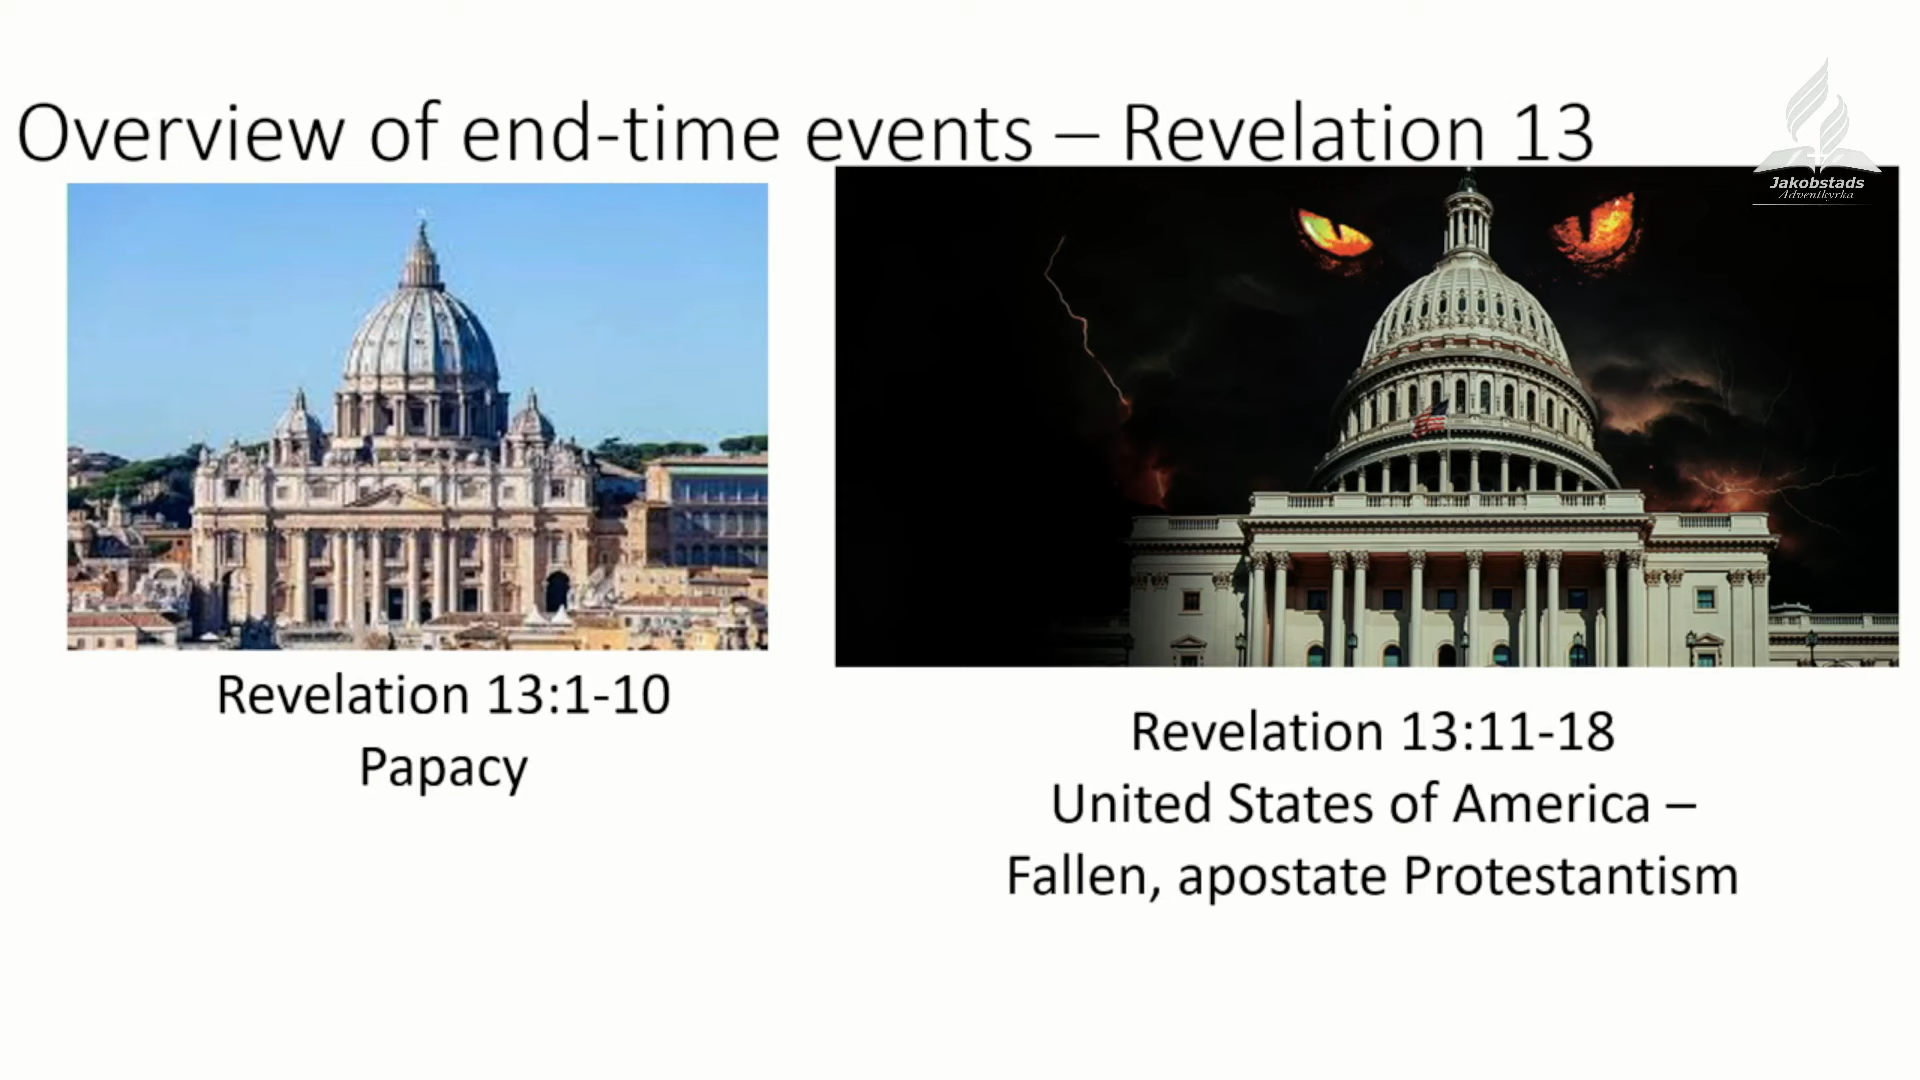 Overview of end-time events – Revelation 13
Jakobstads
Adventkyrka
Revelation 13:1-10
Papacy
Revelation 13:11-18
United States of America –
Fallen, apostate Protestantism